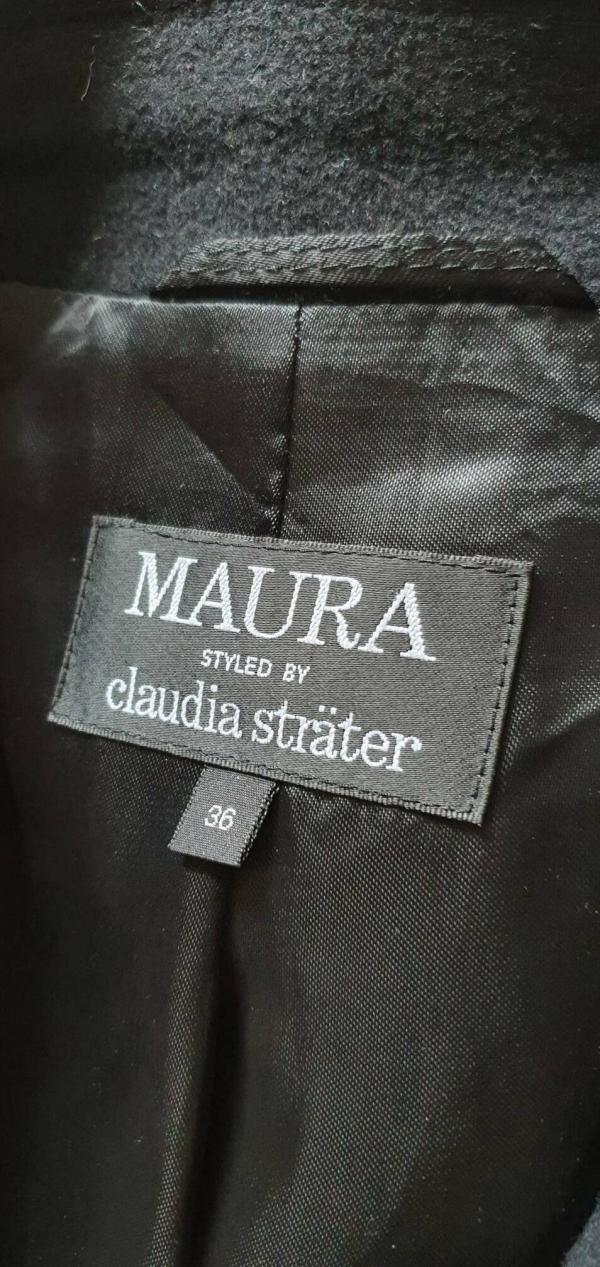 MAURA
STYLED BY
claudia sträter
36